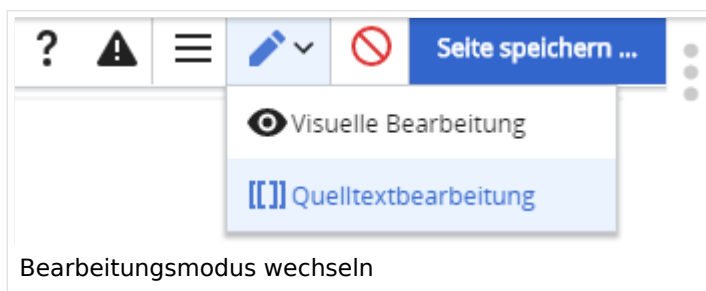 ?
Seite speichern ...
Visuelle Bearbeitung
[[]] Quelltextbearbeitung
Bearbeitungsmodus wechseln